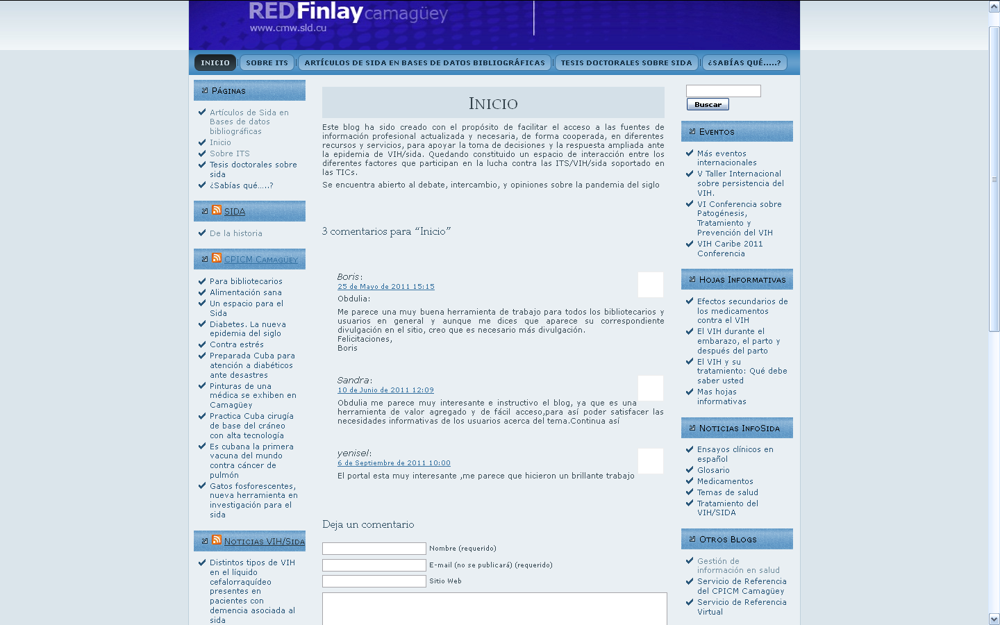 REDFinlay camagüey
www.cmw.sld.cu
INICIO | SOBRE ITS | ARTÍCULOS DE SIDA EN BASES DE DATOS BIBLIOGRÁFICAS | TESIS DOCTORALES SOBRE SIDA | ¿SABÍAS QUÉ.....?
Páginas
Artículos de Sida en
Bases de datos
bibliográficas
Inicio
Sobre ITS
Tesis doctorales sobre
sida
¿Sabías qué.....?
SIDA
De la historia
CPICM Camagüey
Para bibliotecarios
Alimentación sana
Un espacio para el
Sida
Diabetes. La nueva
epidemia del siglo
Contra estrés
Preparada Cuba para
atención a diabéticos
ante desastres
Pinturas de una
médica se exhiben en
Camagüey
Practica Cuba cirugía
de base del cráneo
con alta tecnología
Es cubana la primera
vacuna del mundo
contra cáncer de
pulmón
Gatos fosforescentes,
nueva herramienta en
investigación para el
sida
Noticias VIH/Sida
Distintos tipos de VIH
en el líquido
cefalorraquídeo
presentes en
pacientes con
demencia asociada al
sida
Inicio
Este blog ha sido creado con el propósito de facilitar el acceso a las fuentes de
información profesional actualizada y necesaria, de forma cooperada, en diferentes
recursos y servicios, para apoyar la toma de decisiones y la respuesta ampliada ante
la epidemia de VIH/sida. Quedando constituido un espacio de interacción entre los
diferentes factores que participan en la lucha contra las ITS/VIH/sida soportado en
las TICs.
Se encuentra abierto al debate, intercambio, y opiniones sobre la pandemia del siglo
3 comentarios para “Inicio”
Boris:
25 de Mayo de 2011 15:15
Obdulia:
Me parece una muy buena herramienta de trabajo para todos los bibliotecarios y
usuarios en general y aunque me dices que aparece su correspondiente
divulgación en el sitio, creo que es necesario más divulgación.
Felicitaciones,
Boris
Sandra:
10 de Junio de 2011 12:09
Obdulia me parece muy interesante e instructivo el blog, ya que es una
herramienta de valor agregado y de fácil acceso,para así poder satisfacer las
necesidades informativas de los usuarios acerca del tema.Continua así
yenisel:
6 de Septiembre de 2011 10:00
El portal esta muy interesante ,me parece que hicieron un brillante trabajo
Deja un comentario
Nombre (requerido)
E-mail (no se publicará) (requerido)
Sitio Web
Buscar
Eventos
Más eventos
internacionales
V Taller Internacional
sobre persistencia del
VIH.
VI Conferencia sobre
Patogénesis,
Tratamiento y
Prevención del VIH
VIH Caribe 2011
Conferencia
Hojas Informativas
Efectos secundarios de
los medicamentos
contra el VIH
El VIH durante el
embarazo, el parto y
después del parto
El VIH y su
tratamiento: Qué debe
saber usted
Mas hojas
informativas
Noticias InfoSida
Ensayos clínicos en
español
Glosario
Medicamentos
Temas de salud
Tratamiento del
VIH/SIDA
Otros Blogs
Gestión de
información en salud
Servicio de Referencia
del CPICM Camagüey
Servicio de Referencia
Virtual